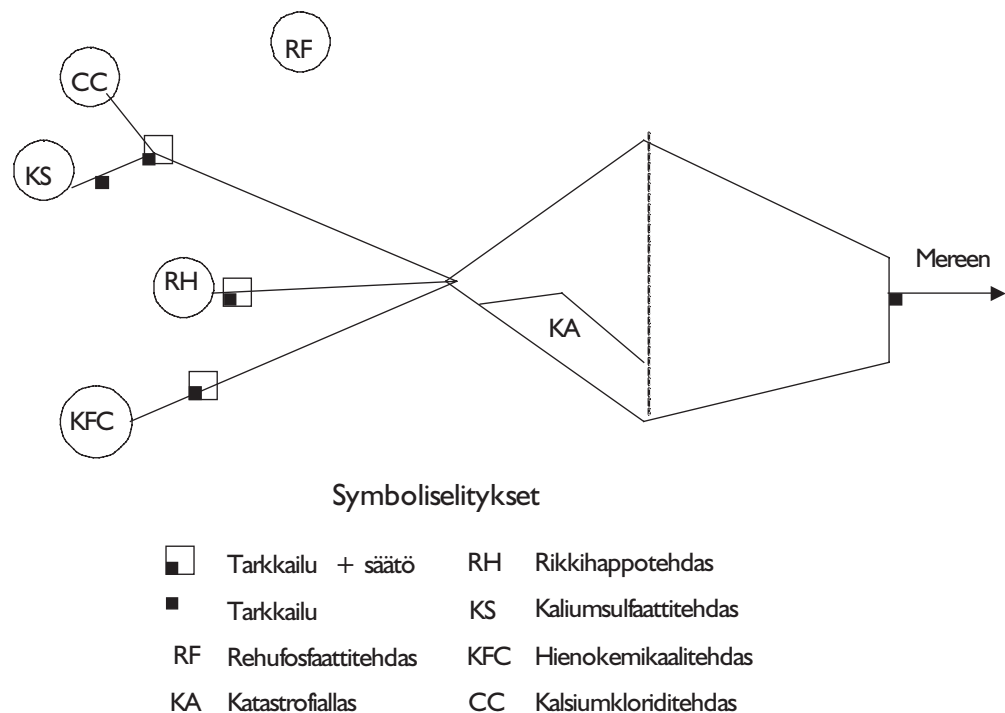 RF
CC
KS
RH
KFC
KA
Mereen
Symboliselitykset
Tarkkailu + säätö RH Rikkihappotehdas
Tarkkailu KS Kaliumsulfaattitehdas
RF Rehufosfaattitehdas KFC Hienokemikaalitehdas
KA Katastrofiallas CC Kalsiumkloriditehdas